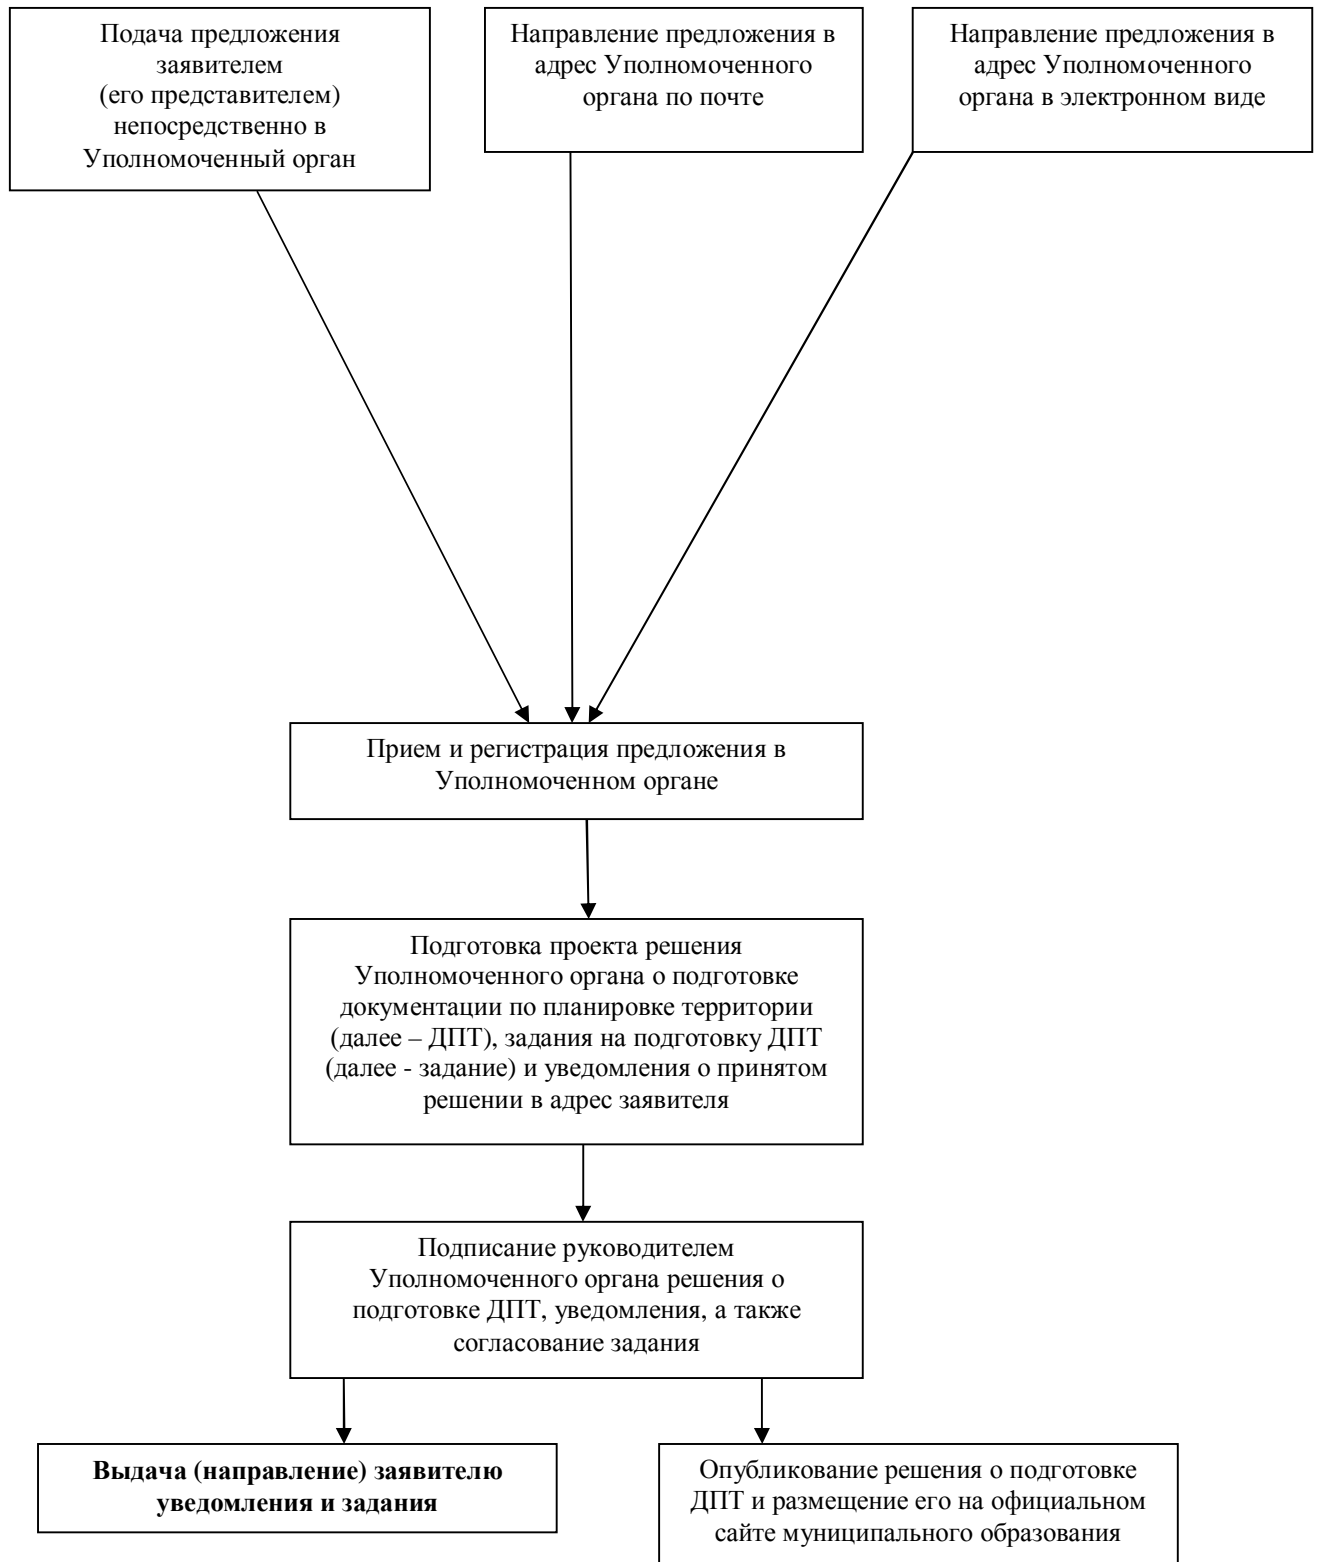 Подача предложения
заявителем
(его представителем)
непосредственно в
Уполномоченный орган
Направление предложения в
адрес Уполномоченного
органа по почте
Направление предложения в
адрес Уполномоченного
органа в электронном виде
Прием и регистрация предложения в
Уполномоченном органе
Подготовка проекта решения
Уполномоченного органа о подготовке
документации по планировке территории
(далее – ДПТ), задания на подготовку ДПТ
(далее - задание) и уведомления о принятом
решении в адрес заявителя
Подписание руководителем
Уполномоченного органа решения о
подготовке ДПТ, уведомления, а также
согласование задания
Выдача (направление) заявителю
уведомления и задания
Опубликование решения о подготовке
ДПТ и размещение его на официальном
сайте муниципального образования